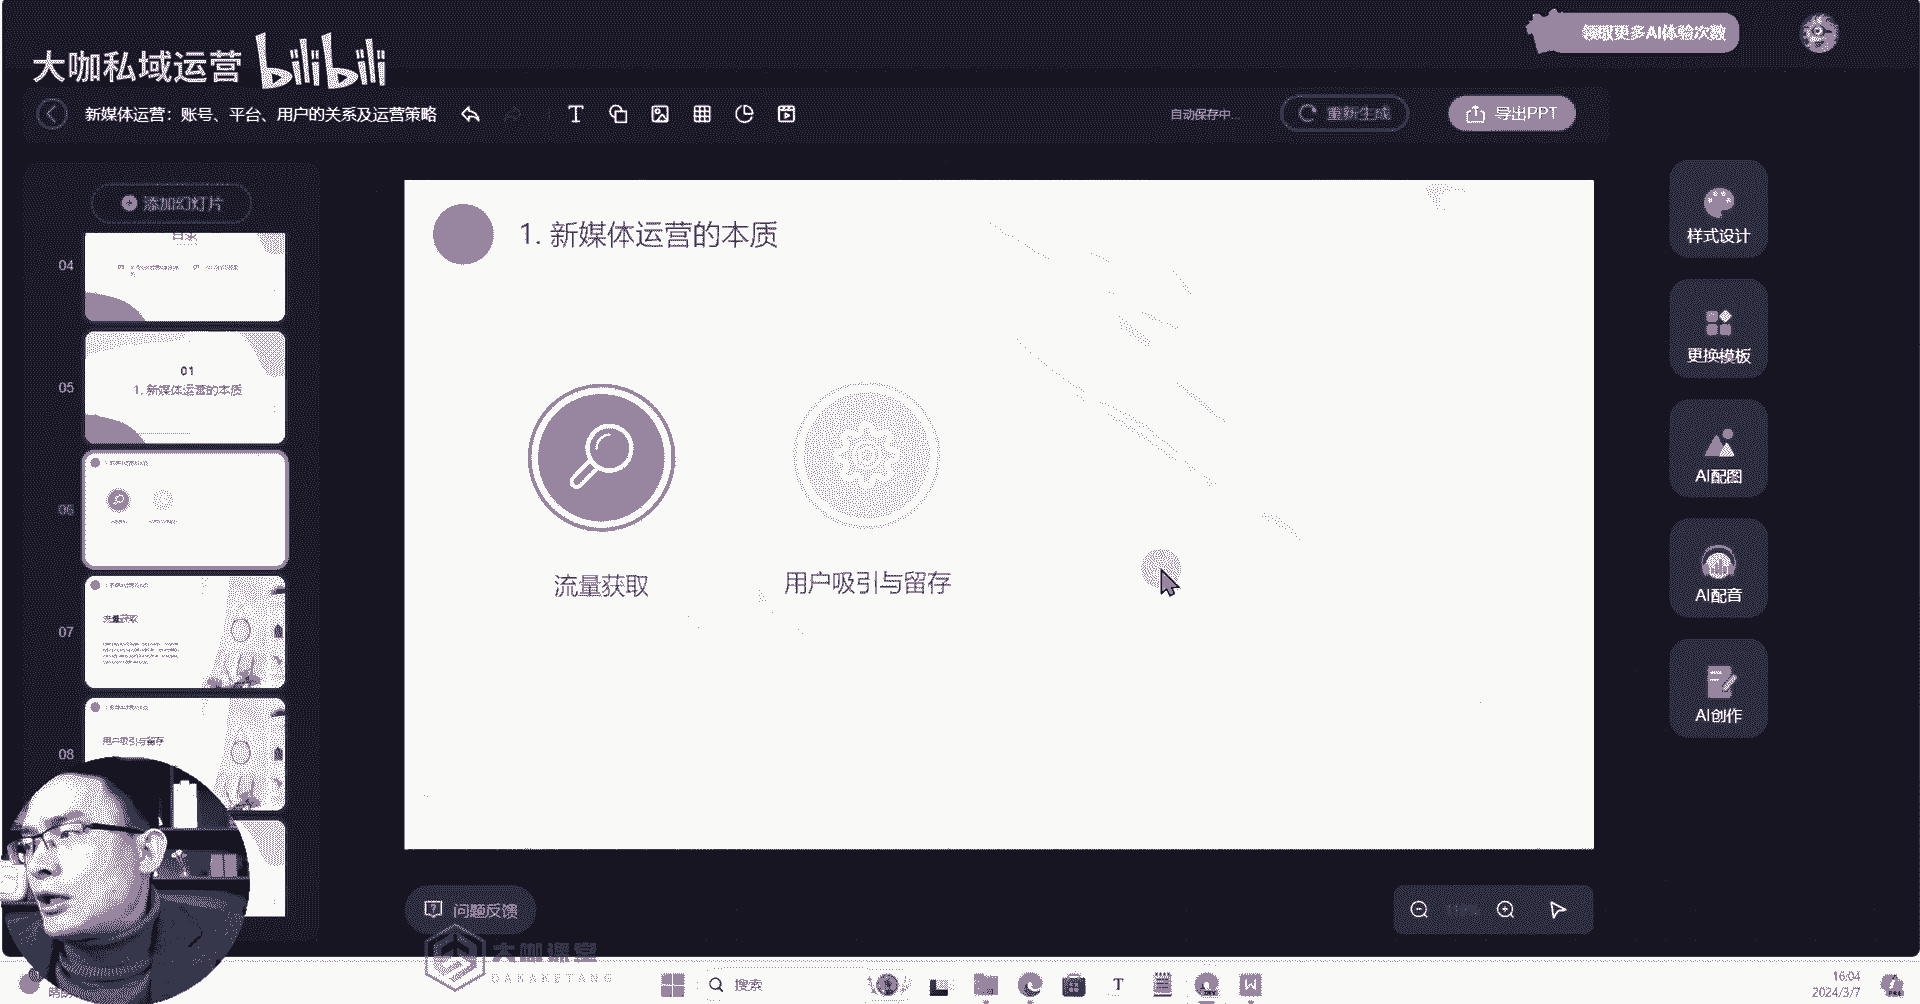 领取更多AI体验次数
大咖私域运营 bilibili
新媒体运营：账号、平台、用户的关系及运营策略
自动保存中...
重新生成
导出PPT
添加幻灯片
04
目录
05
01
1. 新媒体运营的本质
06
07
流量获取
08
用户吸引与留存
1. 新媒体运营的本质
流量获取
用户吸引与留存
样式设计
更换模板
AI配图
AI配音
AI创作
问题反馈
大咖课堂
DAKAKETANG
搜索
16:04
2024/3/7